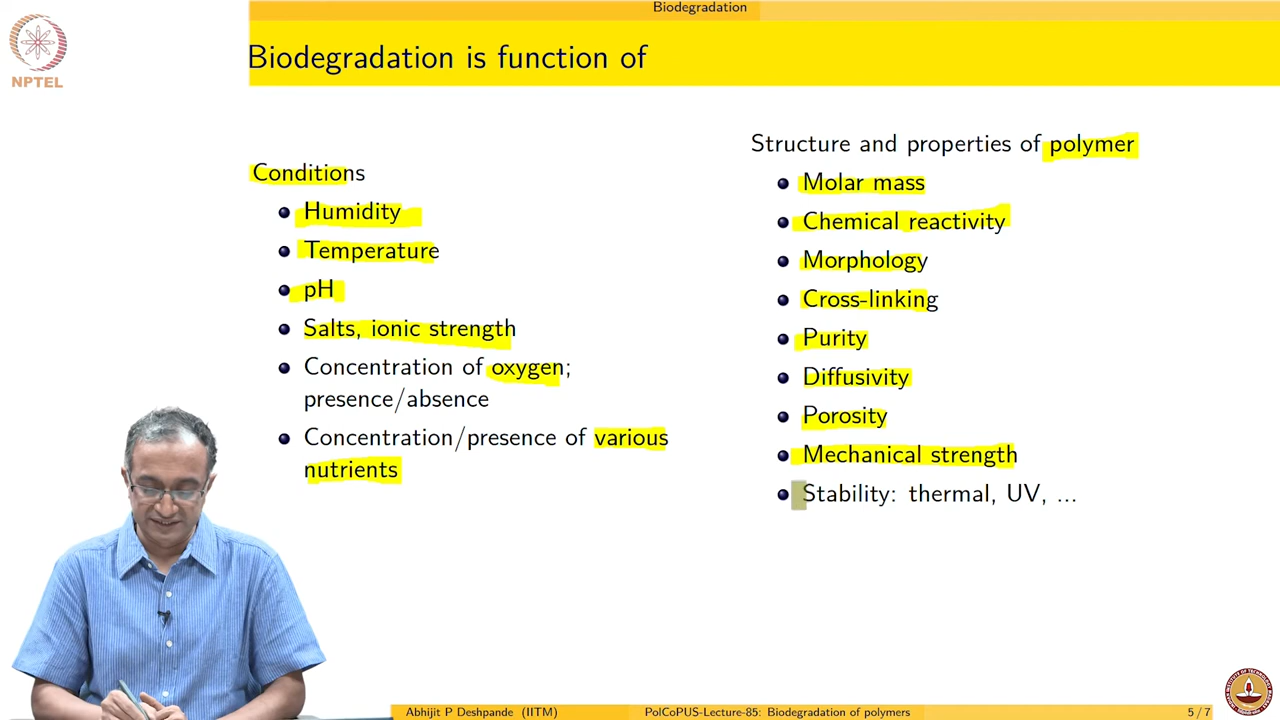 Biodegradation
NPTEL
Biodegradation is function of
Conditions
Humidity
Temperature
pH
Salts, ionic strength
Concentration of oxygen;
presence/absence
Concentration/presence of various
nutrients
Structure and properties of polymer
Molar mass
Chemical reactivity
Morphology
Cross-linking
Purity
Diffusivity
Porosity
Mechanical strength
Stability: thermal, UV, ...
Abhijit P Deshpande (IITM)
PolCoPUS-Lecture-85: Biodegradation of polymers
5 / 7